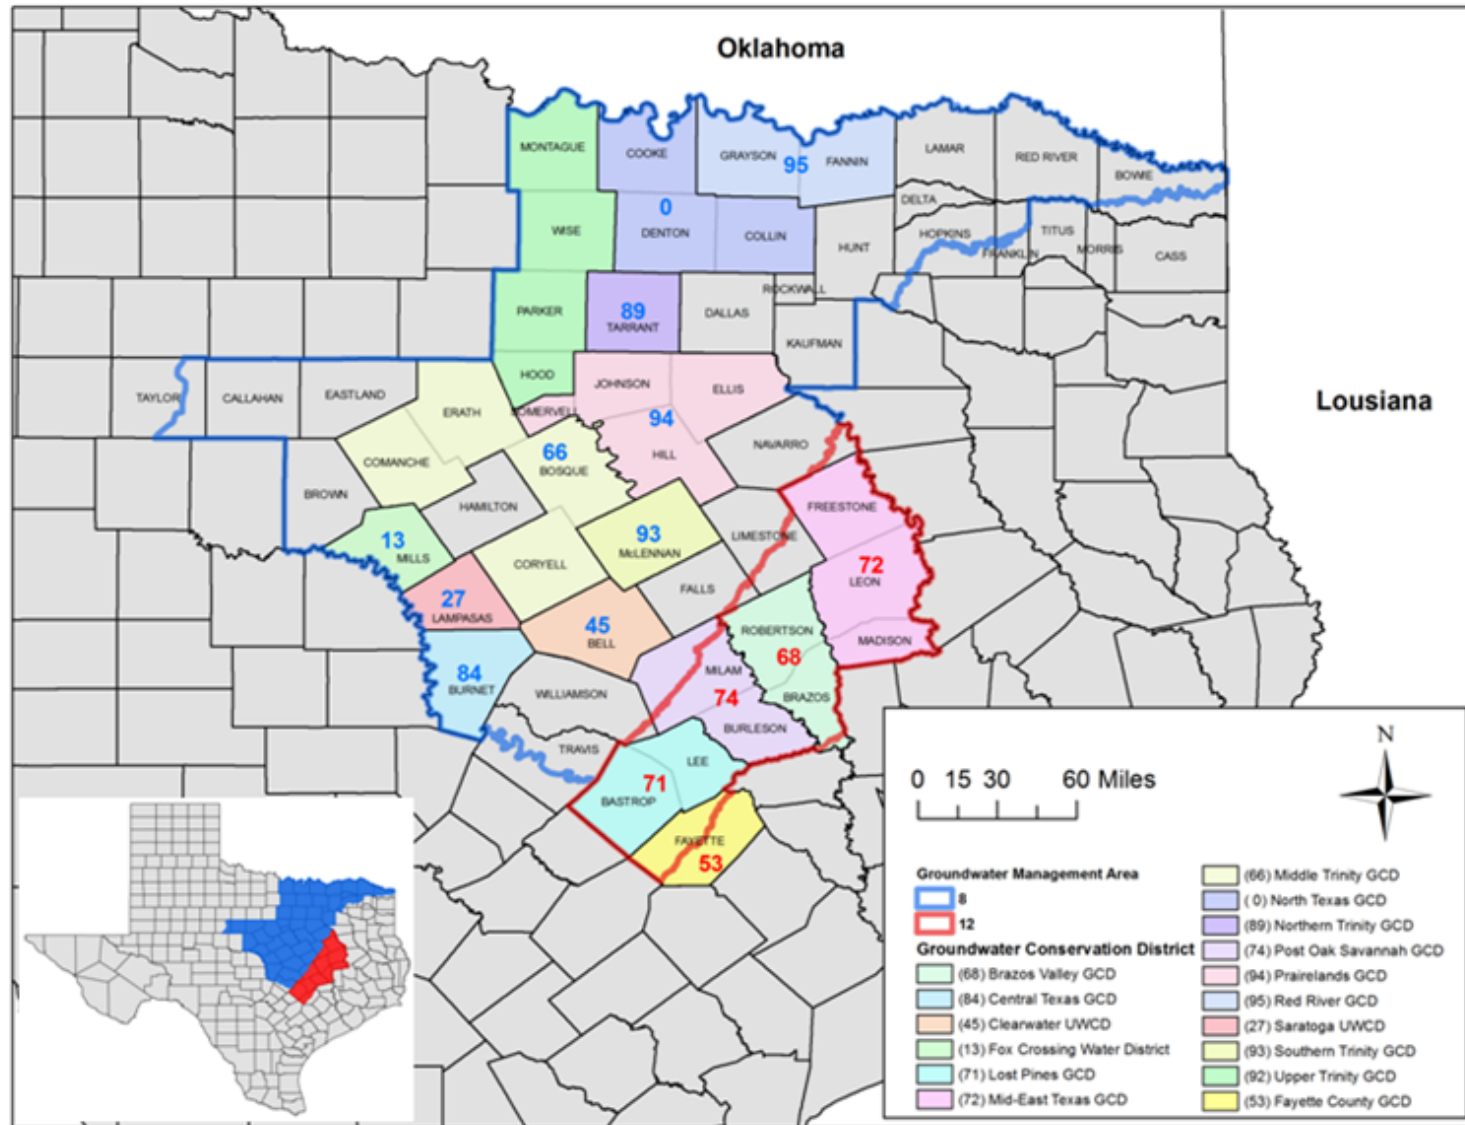 Oklahoma
MONTAGUE
COOKE
GRAYSON
95
FANNIN
LAMAR
RED RIVER
BOWIE
DELTA
0
WISE
DENTON
COLLIN
HUNT
HOPKINS
FRANKLIN
TITUS
MORRIS
CASS
ROCKWALL
PARKER
89
TARRANT
DALLAS
KAUFMAN
HOOD
JOHNSON
ELLIS
TAYLOR
CALLAHAN
EASTLAND
ERATH
SOMERVELL
94
Lousiana
NAVARRO
66
BOSQUE
HILL
COMANCHE
BROWN
HAMILTON
FREESTONE
13
MILLS
93
McLENNAN
LIMESTONE
CORYELL
72
LEON
FALLS
27
LAMPASAS
45
BELL
ROBERTSON
MADISON
68
84
BURNET
WILLIAMSON
MILAM
74
BRAZOS
BURLESON
TRAVIS
LEE
71
BASTROP
FAYETTE
53
N
0 15 30 60 Miles
Groundwater Management Area
8
12
Groundwater Conservation District
(68) Brazos Valley GCD
(84) Central Texas GCD
(45) Clearwater UWCD
(13) Fox Crossing Water District
(71) Lost Pines GCD
(72) Mid-East Texas GCD
(66) Middle Trinity GCD
( 0) North Texas GCD
(89) Northern Trinity GCD
(74) Post Oak Savannah GCD
(94) Prairelands GCD
(95) Red River GCD
(27) Saratoga UWCD
(93) Southern Trinity GCD
(92) Upper Trinity GCD
(53) Fayette County GCD